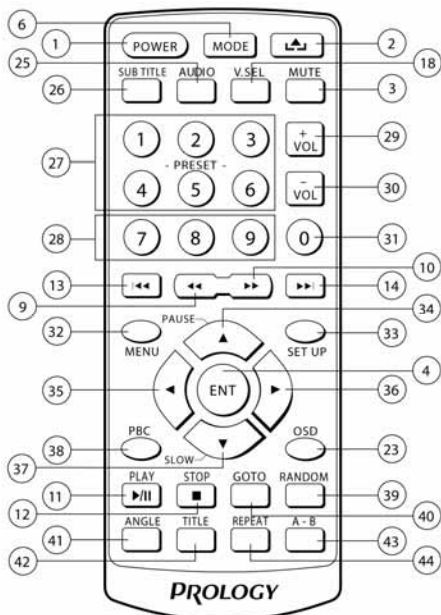 6
1 POWER MODE 2
25 18
SUB TITLE AUDIO V.SEL MUTE
26 3
1 2 3 + VOL 29
27 - PRESET -
4 5 6 − VOL 30
28 7 8 9 0 31
10
13 |◄◄ ◄◄ ►► ►►| 14
9 34
PAUSE ▲
32 33
MENU SET UP
4
35 ◄ ENT ► 36
PBC OSD
38 ▼ 23
37 SLOW
PLAY STOP GOTO RANDOM
11 ►/II ■ 39
12 40
ANGLE TITLE REPEAT A - B
41 43
42 44
PROLOGY